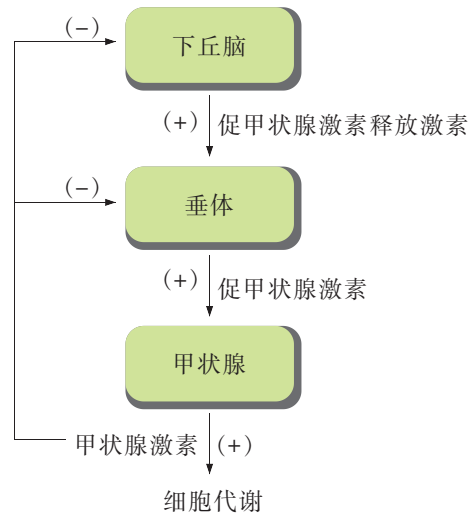 (-)
下丘脑
(+) 促甲状腺激素释放激素
(-)
垂体
(+) 促甲状腺激素
甲状腺
甲状腺激素 (+)
细胞代谢